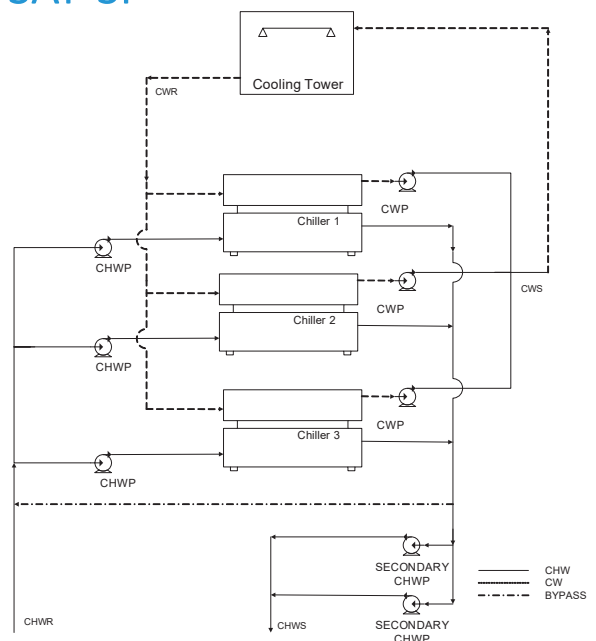 Cooling Tower
CWR
Chiller 1
CWP
CHWP
Chiller 2
CWP
CWS
CHWP
Chiller 3
CWP
CHWP
SECONDARY
CHWP
CHW
CW
BYPASS
CHWR
CHWS
SECONDARY
CHWP